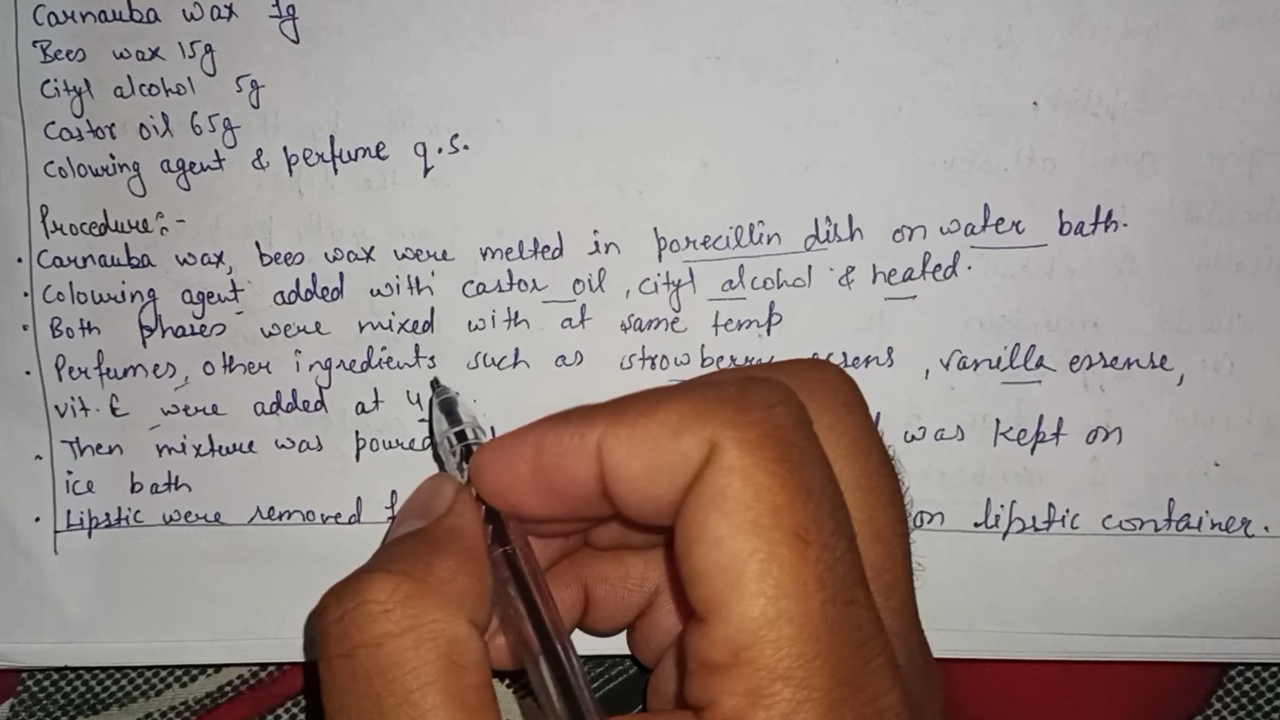 Carnauba wax 1g
Bees wax 15g
Cityl alcohol 5g
Castor oil 65g
Colouring agent & perfume q.s.
Procedure:-
· Carnauba wax, bees wax were melted in porecillin dish on water bath.
· Colouring agent added with castor oil, cityl alcohol & heated.
· Both phases were mixed with at same temp
· Perfumes, other ingredients such as strowberry essens, vanilla essense,
vit. E were added at
· Then mixture was poured was kept on
ice bath
· Lipstic were removed on lipstic container.